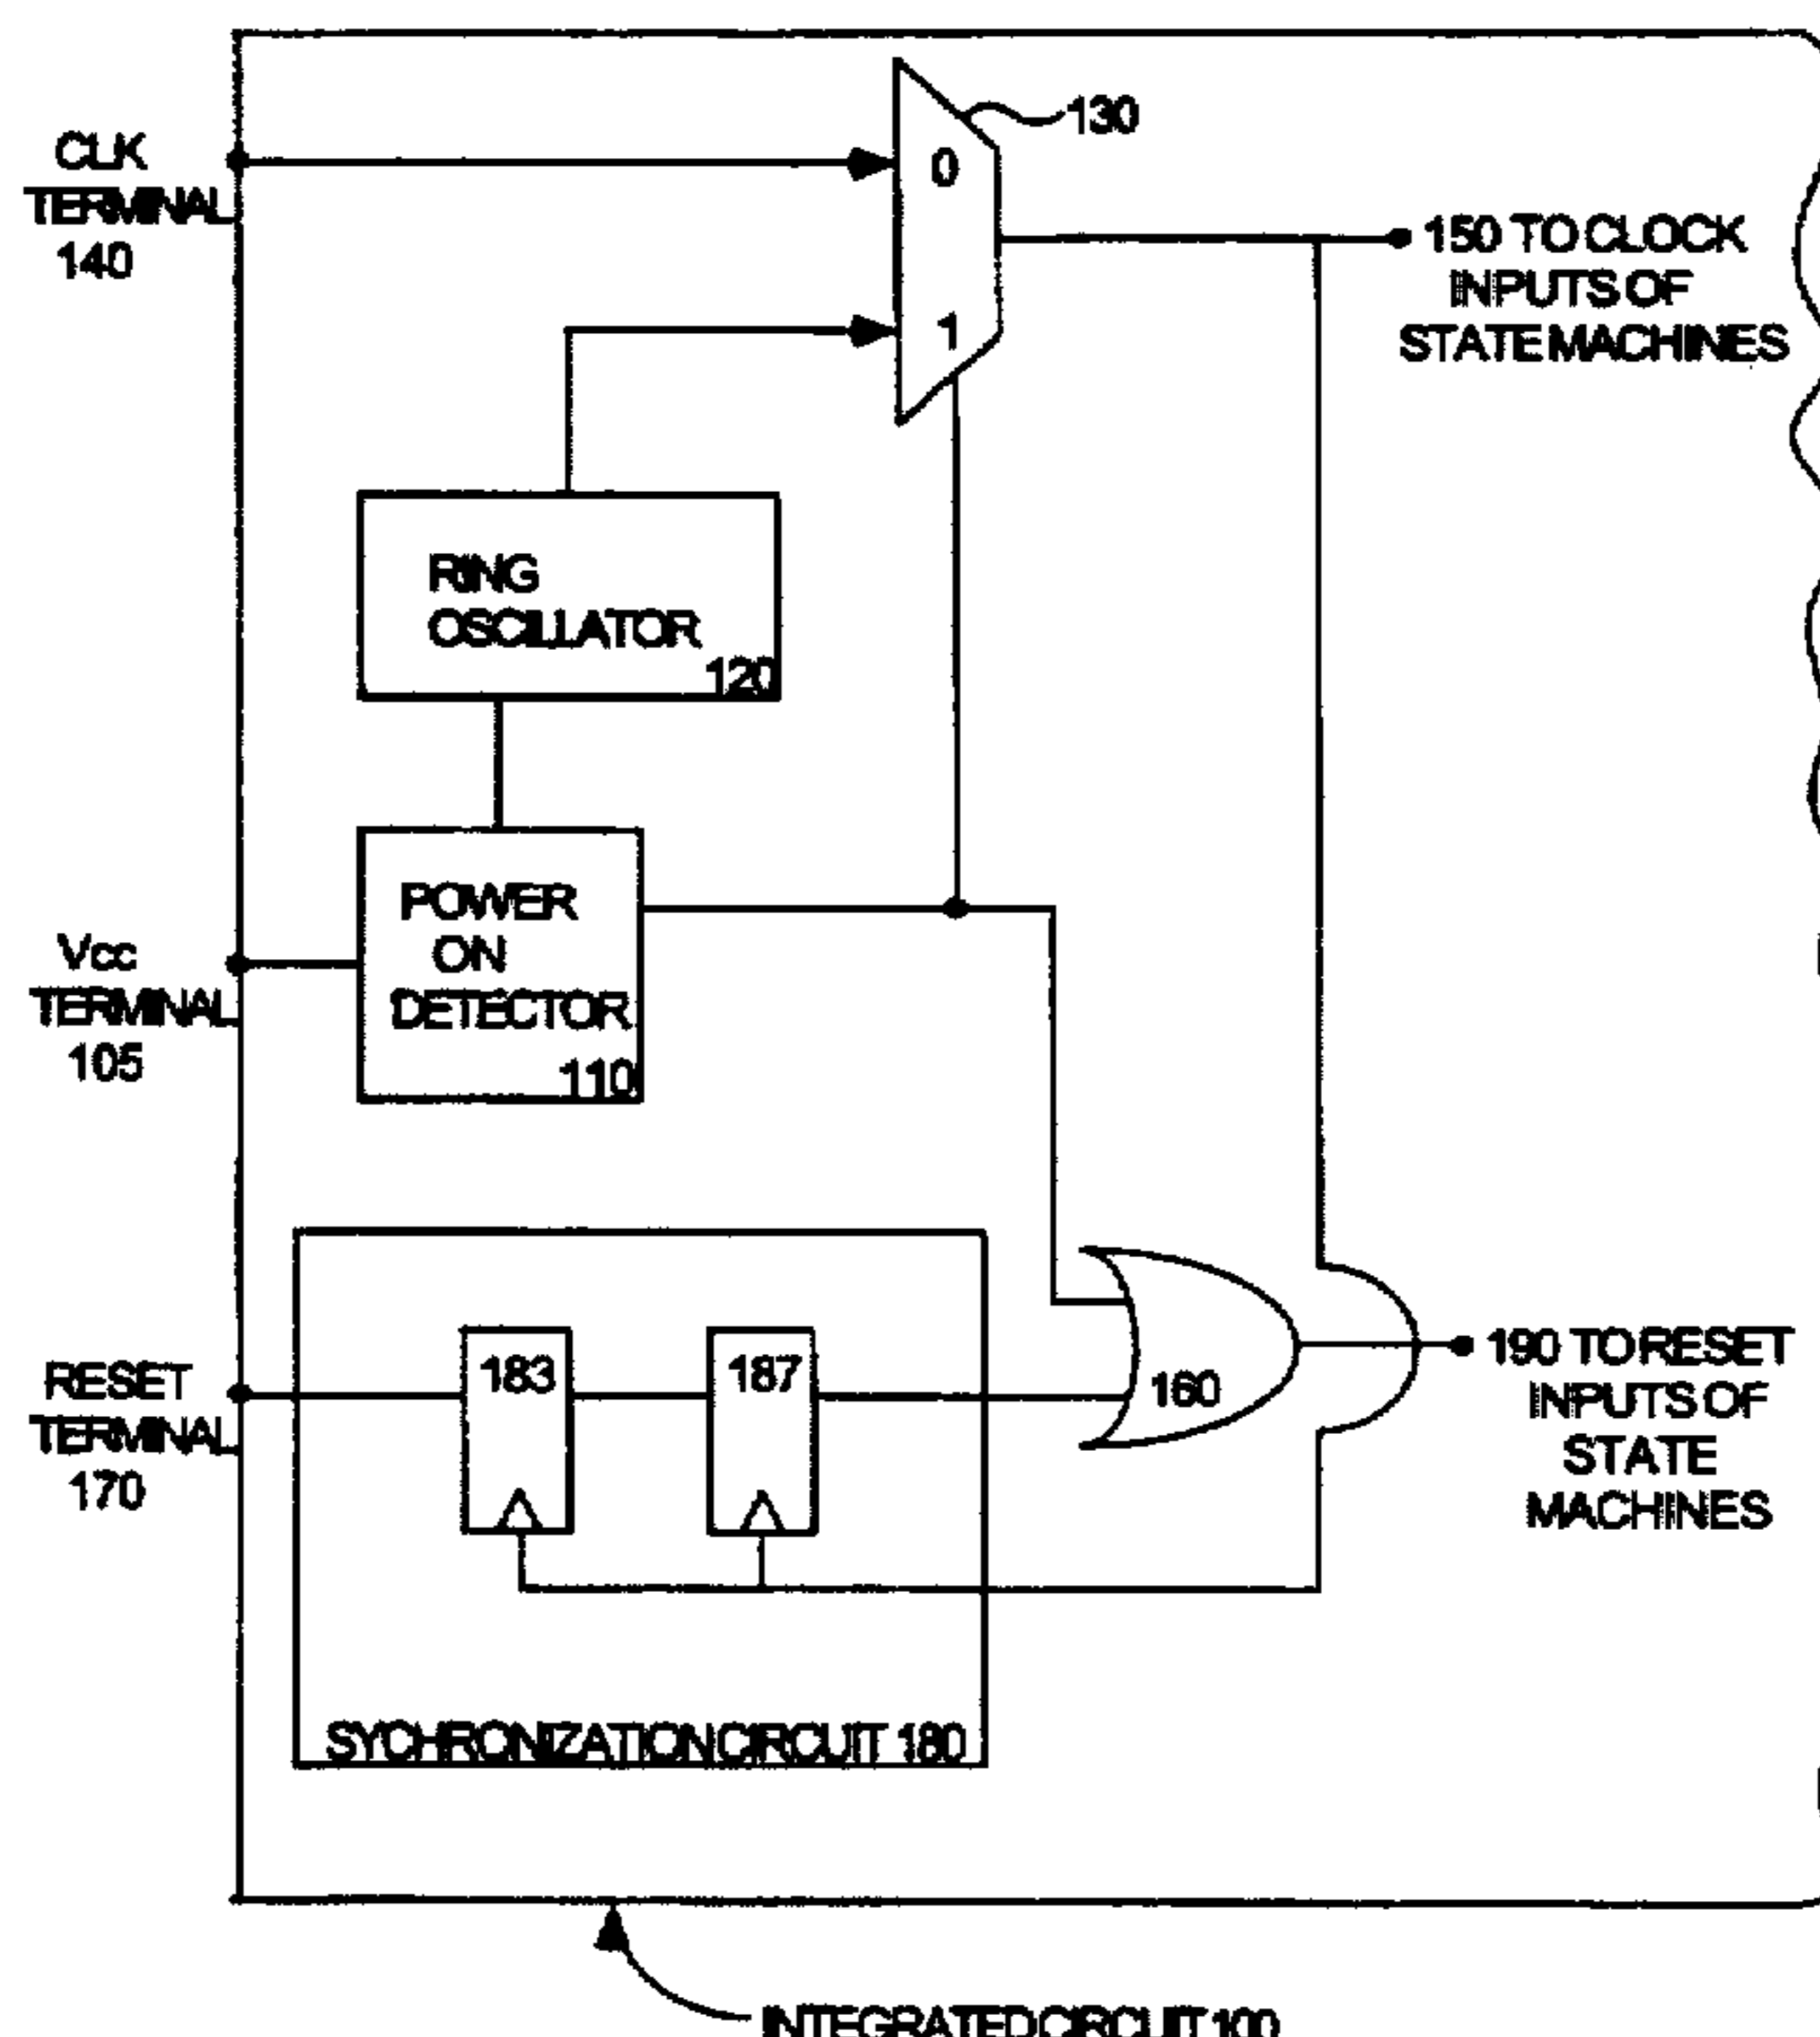 130
CLK
TERMINAL
140
0
1
150 TO CLOCK
INPUTS OF
STATE MACHINES
RING
OSCILLATOR
120
POWER
ON
DETECTOR
110
Vcc
TERMINAL
105
RESET
TERMINAL
170
183
187
160
190 TO RESET
INPUTS OF
STATE
MACHINES
SYCHRONIZATION CIRCUIT 180
INTEGRATED CIRCUIT 100